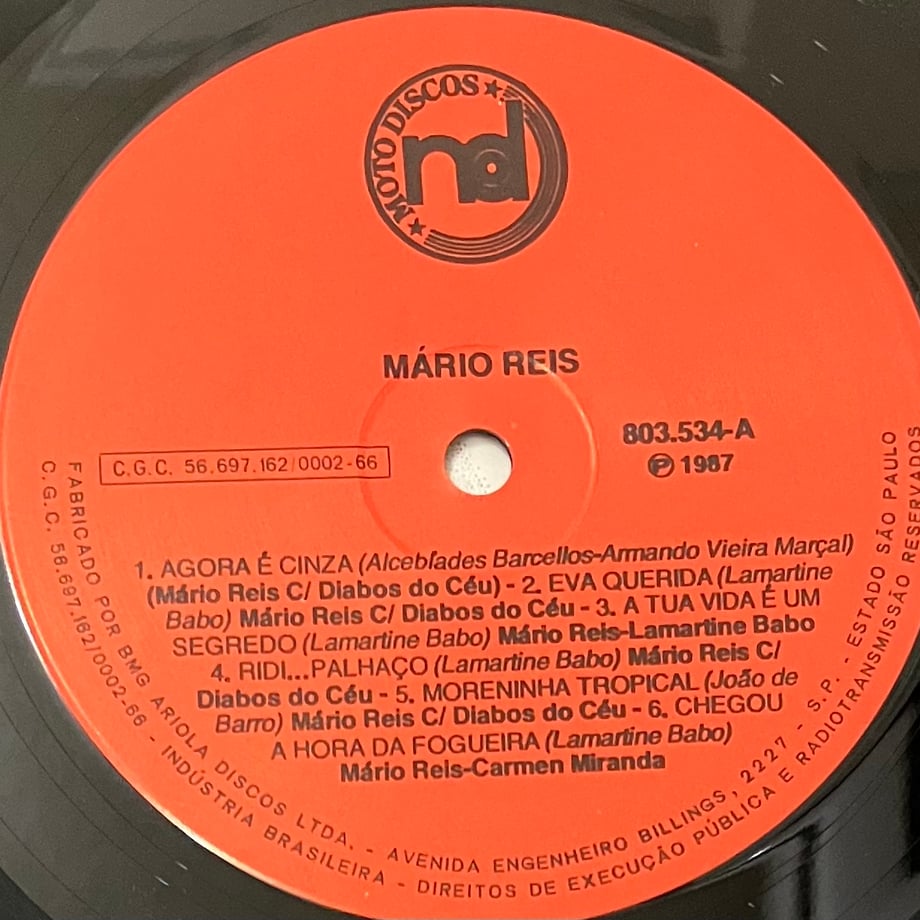 ★ MOTO DISCOS ★
md
MÁRIO REIS
803.534-A
C.G.C. 56.697.162/0002-66
Ⓟ 1987
1. AGORA É CINZA (Alcebíades Barcellos-Armando Vieira Marçal)
(Mário Reis C/ Diabos do Céu) - 2. EVA QUERIDA (Lamartine
Babo) Mário Reis C/ Diabos do Céu - 3. A TUA VIDA É UM
SEGREDO (Lamartine Babo) Mário Reis-Lamartine Babo
4. RIDI...PALHAÇO (Lamartine Babo) Mário Reis C/
Diabos do Céu - 5. MORENINHA TROPICAL (João de
Barro) Mário Reis C/ Diabos do Céu - 6. CHEGOU
A HORA DA FOGUEIRA (Lamartine Babo)
Mário Reis-Carmen Miranda
FABRICADO POR BMG ARIOLA DISCOS LTDA. - AVENIDA ENGENHEIRO BILLINGS, 2227 - S.P. - ESTADO SÃO PAULO
C.G.C. 56.697.162/0002-66 - INDÚSTRIA BRASILEIRA - DIREITOS DE EXECUÇÃO PÚBLICA E RADIOTRANSMISSÃO RESERVADOS